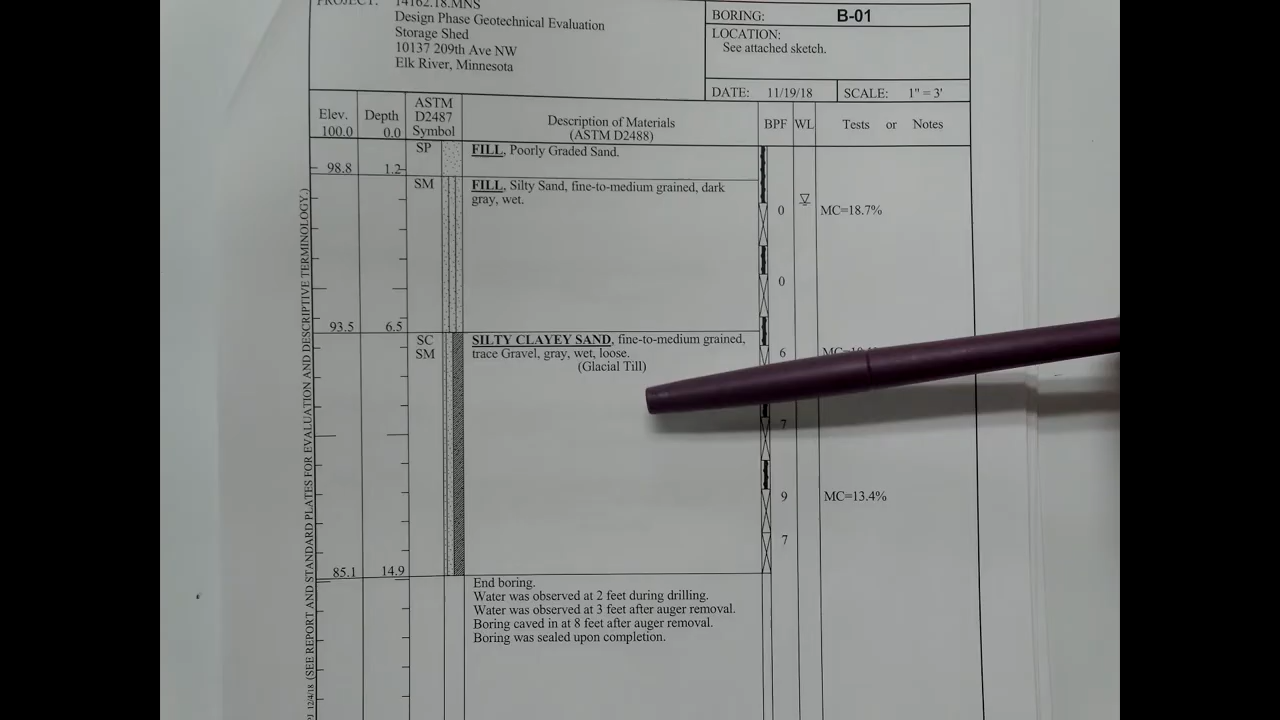 PROJECT: 14162.18.MNS
Design Phase Geotechnical Evaluation
Storage Shed
10137 209th Ave NW
Elk River, Minnesota
BORING: B-01
LOCATION:
See attached sketch.
DATE: 11/19/18 SCALE: 1" = 3'
Elev. Depth ASTM D2487 Symbol Description of Materials (ASTM D2488) BPF WL Tests or Notes
100.0 0.0
SP FILL, Poorly Graded Sand.
98.8 1.2
SM FILL, Silty Sand, fine-to-medium grained, dark
gray, wet.
0 MC=18.7%
0
93.5 6.5
SC SILTY CLAYEY SAND, fine-to-medium grained,
SM trace Gravel, gray, wet, loose.
(Glacial Till)
6
7
9 MC=13.4%
7
85.1 14.9
End boring.
Water was observed at 2 feet during drilling.
Water was observed at 3 feet after auger removal.
Boring caved in at 8 feet after auger removal.
Boring was sealed upon completion.
12/4/18 (SEE REPORT AND STANDARD PLATES FOR EVALUATION AND DESCRIPTIVE TERMINOLOGY.)